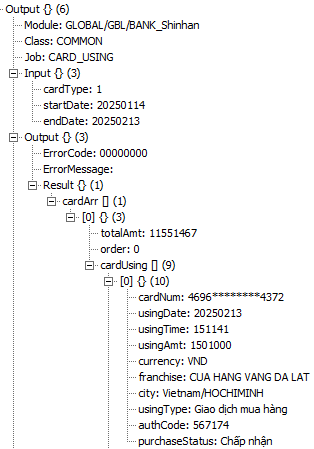 Output {} (6)
Module: GLOBAL/GBL/BANK_Shinhan
Class: COMMON
Job: CARD_USING
Input {} (3)
cardType: 1
startDate: 20250114
endDate: 20250213
Output {} (3)
ErrorCode: 00000000
ErrorMessage:
Result {} (1)
cardArr [] (1)
[0] {} (3)
totalAmt: 11551467
order: 0
cardUsing [] (9)
[0] {} (10)
cardNum: 4696********4372
usingDate: 20250213
usingTime: 151141
usingAmt: 1501000
currency: VND
franchise: CUA HANG VANG DA LAT
city: Vietnam/HOCHIMINH
usingType: Giao dịch mua hàng
authCode: 567174
purchaseStatus: Chấp nhận